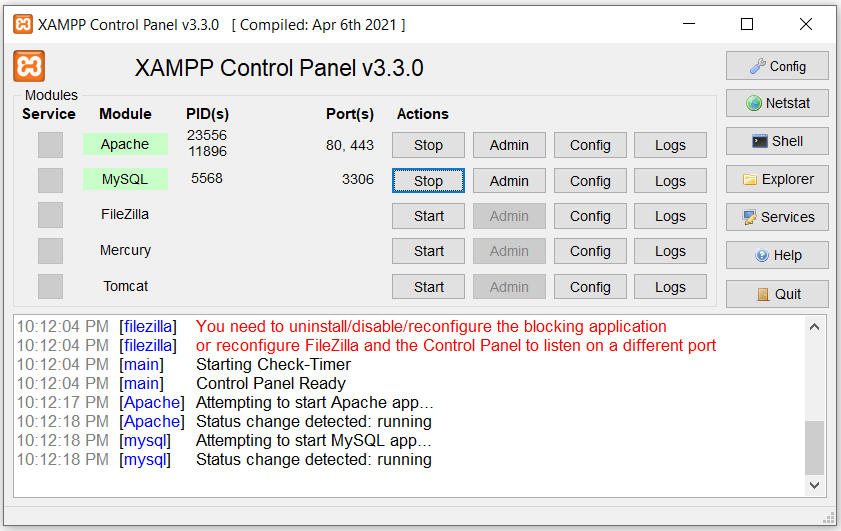 XAMPP Control Panel v3.3.0 [ Compiled: Apr 6th 2021 ]
XAMPP Control Panel v3.3.0
Config
Modules
Service Module PID(s) Port(s) Actions
Netstat
Apache 23556 11896 80, 443 Stop Admin Config Logs
Shell
MySQL 5568 3306 Stop Admin Config Logs
Explorer
FileZilla Start Admin Config Logs
Services
Mercury Start Admin Config Logs
Help
Tomcat Start Admin Config Logs
Quit
10:12:04 PM [filezilla] You need to uninstall/disable/reconfigure the blocking application
10:12:04 PM [filezilla] or reconfigure FileZilla and the Control Panel to listen on a different port
10:12:04 PM [main] Starting Check-Timer
10:12:04 PM [main] Control Panel Ready
10:12:17 PM [Apache] Attempting to start Apache app...
10:12:18 PM [Apache] Status change detected: running
10:12:18 PM [mysql] Attempting to start MySQL app...
10:12:18 PM [mysql] Status change detected: running